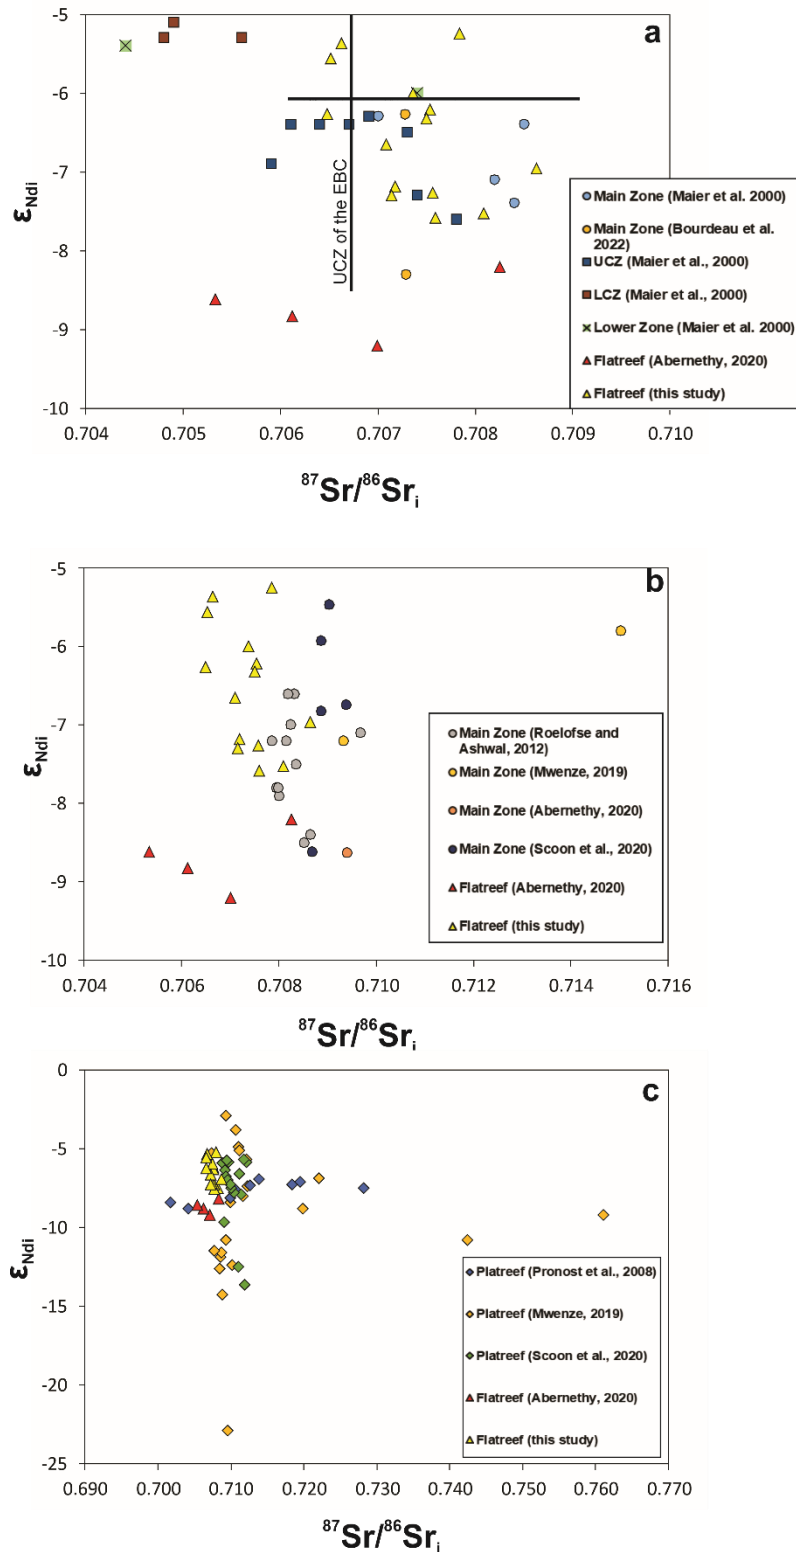 a
-5
-6
-7
-8
-9
-10
εNdi
UCZ of the EBC
Main Zone (Maier et al. 2000)
Main Zone (Bourdeau et al.
2022)
UCZ (Maier et al., 2000)
LCZ (Maier et al., 2000)
Lower Zone (Maier et al. 2000)
Flatreef (Abernethy, 2020)
Flatreef (this study)
0.704 0.705 0.706 0.707 0.708 0.709 0.710
87Sr/86Sri
b
-5
-6
-7
-8
-9
-10
εNdi
Main Zone (Roelofse and
Ashwal, 2012)
Main Zone (Mwenze, 2019)
Main Zone (Abernethy, 2020)
Main Zone (Scoon et al., 2020)
Flatreef (Abernethy, 2020)
Flatreef (this study)
0.704 0.706 0.708 0.710 0.712 0.714 0.716
87Sr/86Sri
c
0
-5
-10
-15
-20
-25
εNdi
Platreef (Pronost et al., 2008)
Platreef (Mwenze, 2019)
Platreef (Scoon et al., 2020)
Flatreef (Abernethy, 2020)
Flatreef (this study)
0.690 0.700 0.710 0.720 0.730 0.740 0.750 0.760 0.770
87Sr/86Sri